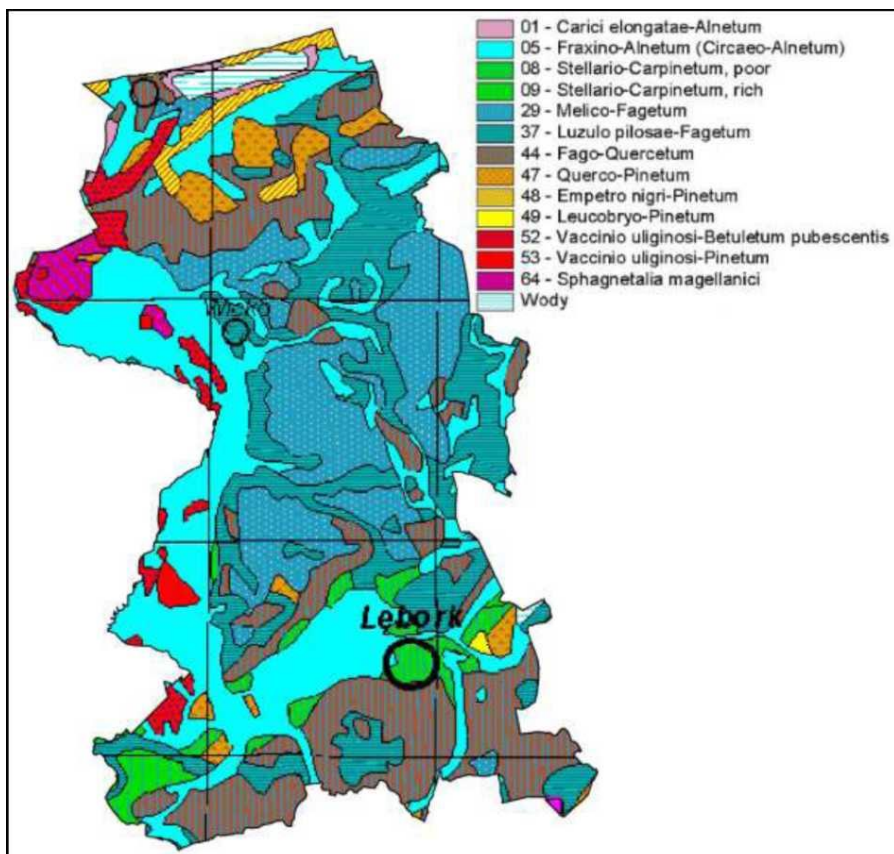 01 - Carici elongatae-Alnetum
05 - Fraxino-Alnetum (Circaeo-Alnetum)
08 - Stellario-Carpinetum, poor
09 - Stellario-Carpinetum, rich
29 - Melico-Fagetum
37 - Luzulo pilosae-Fagetum
44 - Fago-Quercetum
47 - Querco-Pinetum
48 - Empetro nigri-Pinetum
49 - Leucobryo-Pinetum
52 - Vaccinio uliginosi-Betuletum pubescentis
53 - Vaccinio uliginosi-Pinetum
64 - Sphagnetalia magellanici
Wody
Lebork